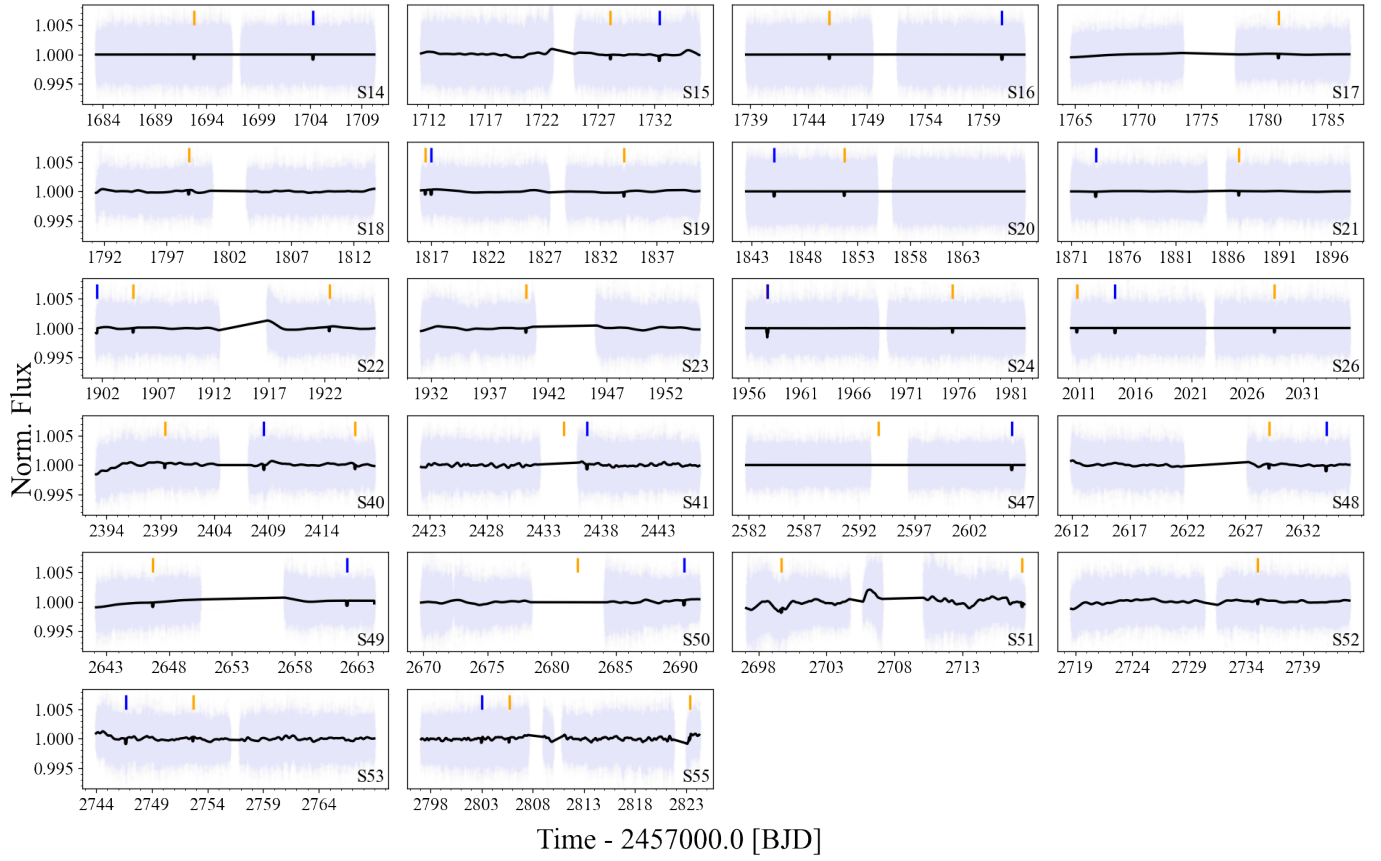 1.005
1.000
0.995
S14
S15
S16
S17
1684 1689 1694 1699 1704 1709
1712 1717 1722 1727 1732
1739 1744 1749 1754 1759
1765 1770 1775 1780 1785
1.005
1.000
0.995
S18
S19
S20
S21
1792 1797 1802 1807 1812
1817 1822 1827 1832 1837
1843 1848 1853 1858 1863
1871 1876 1881 1886 1891 1896
1.005
1.000
0.995
S22
S23
S24
S26
1902 1907 1912 1917 1922
1932 1937 1942 1947 1952
1956 1961 1966 1971 1976 1981
2011 2016 2021 2026 2031
Norm. Flux
1.005
1.000
0.995
S40
S41
S47
S48
2394 2399 2404 2409 2414
2423 2428 2433 2438 2443
2582 2587 2592 2597 2602
2612 2617 2622 2627 2632
1.005
1.000
0.995
S49
S50
S51
S52
2643 2648 2653 2658 2663
2670 2675 2680 2685 2690
2698 2703 2708 2713
2719 2724 2729 2734 2739
1.005
1.000
0.995
S53
S55
2744 2749 2754 2759 2764
2798 2803 2808 2813 2818 2823
Time - 2457000.0 [BJD]